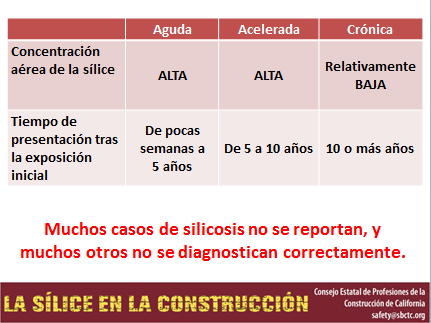 Aguda Acelerada Crónica
Concentración
aérea de la sílice
ALTA ALTA Relativamente
BAJA
Tiempo de
presentación tras
la exposición
inicial
De pocas
semanas a
5 años
De 5 a 10 años 10 o más años
Muchos casos de silicosis no se reportan, y
muchos otros no se diagnostican correctamente.
LA SÍLICE EN LA CONSTRUCCIÓN
Consejo Estatal de Profesiones de la
Construcción de California
safety@sbctc.org